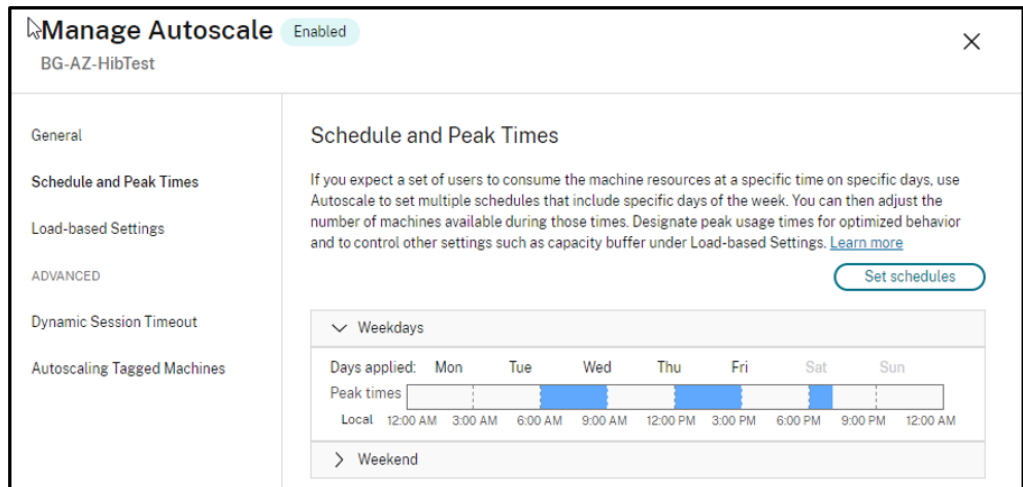 Manage Autoscale Enabled
BG-AZ-HibTest
General
Schedule and Peak Times
Load-based Settings
ADVANCED
Dynamic Session Timeout
Autoscaling Tagged Machines
Schedule and Peak Times
If you expect a set of users to consume the machine resources at a specific time on specific days, use
Autoscale to set multiple schedules that include specific days of the week. You can then adjust the
number of machines available during those times. Designate peak usage times for optimized behavior
and to control other settings such as capacity buffer under Load-based Settings. Learn more
Set schedules
Weekdays
Days applied: Mon Tue Wed Thu Fri Sat Sun
Peak times
Local 12:00 AM 3:00 AM 6:00 AM 9:00 AM 12:00 PM 3:00 PM 6:00 PM 9:00 PM 12:00 AM
Weekend